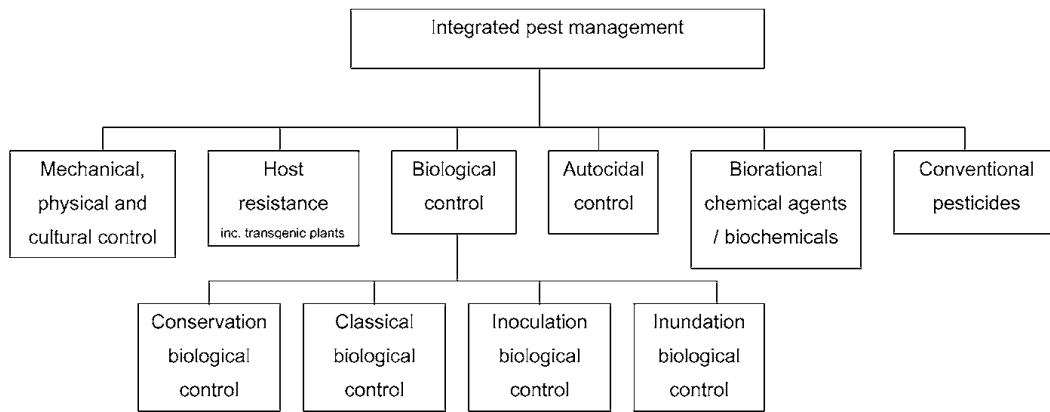 Integrated pest management
Mechanical,
physical and
cultural control
Host
resistance
inc. transgenic plants
Biological
control
Autocidal
control
Biorational
chemical agents
/ biochemicals
Conventional
pesticides
Conservation
biological
control
Classical
biological
control
Inoculation
biological
control
Inundation
biological
control